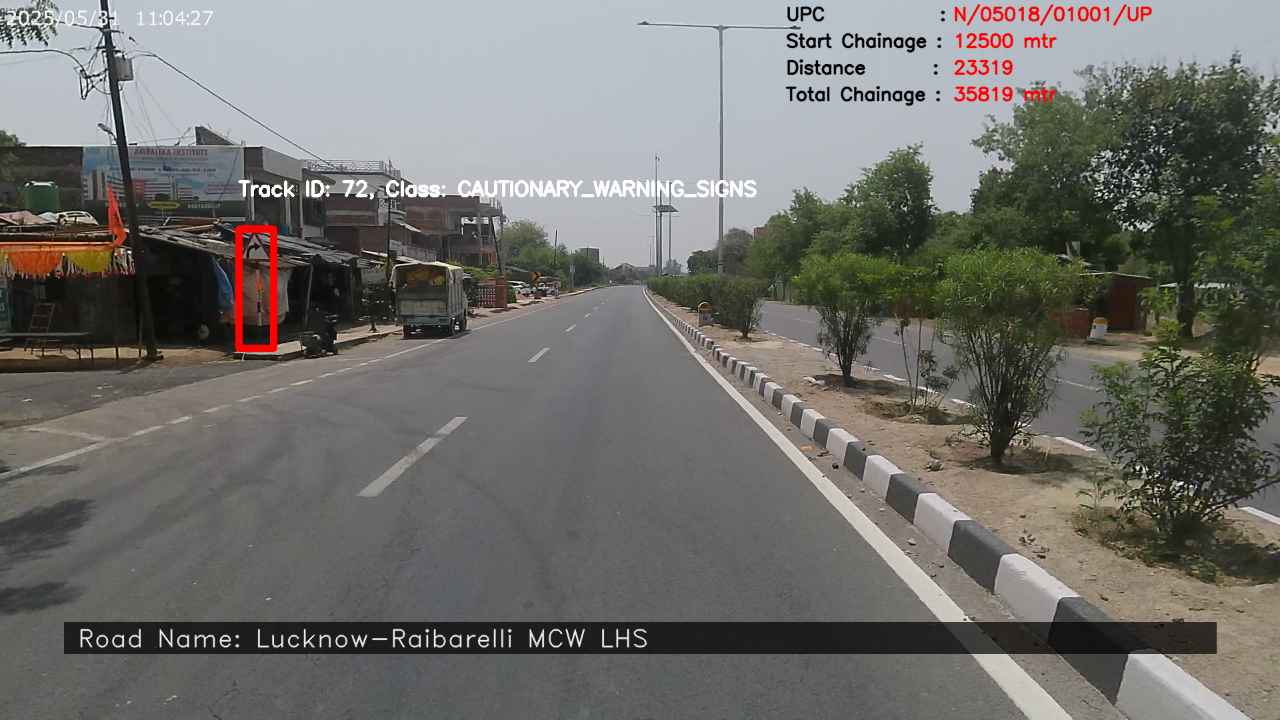 2025/05/31 11:04:27
UPC : N/05018/01001/UP
Start Chainage : 12500 mtr
Distance : 23319
Total Chainage : 35819 mtr
INSTITUTE
Track ID: 72, Class: CAUTIONARY_WARNING_SIGNS
Road Name: Lucknow-Raibarelli MCW LHS